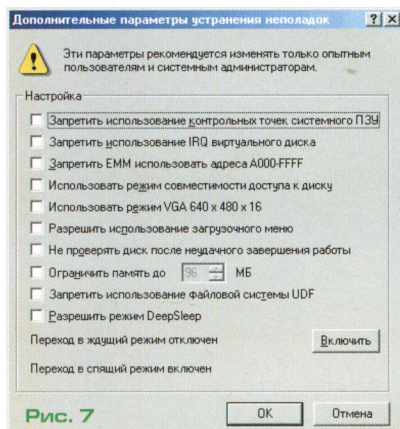 Дополнительные параметры устранения неполадок
Эти параметры рекомендуется изменять только опытным
пользователям и системным администраторам.
Настройка
Запретить использование контрольных точек системного ПЗУ
Запретить использование IRQ виртуального диска
Запретить EMM использовать адреса A000-FFFF
Использовать режим совместимости доступа к диску
Использовать режим VGA 640 x 480 x 16
Разрешить использование загрузочного меню
Не проверять диск после неудачного завершения работы
Ограничить память до 96 МБ
Запретить использование файловой системы UDF
Разрешить режим DeepSleep
Переход в ждущий режим отключен
Включить
Переход в спящий режим включен
Рис. 7
OK
Отмена